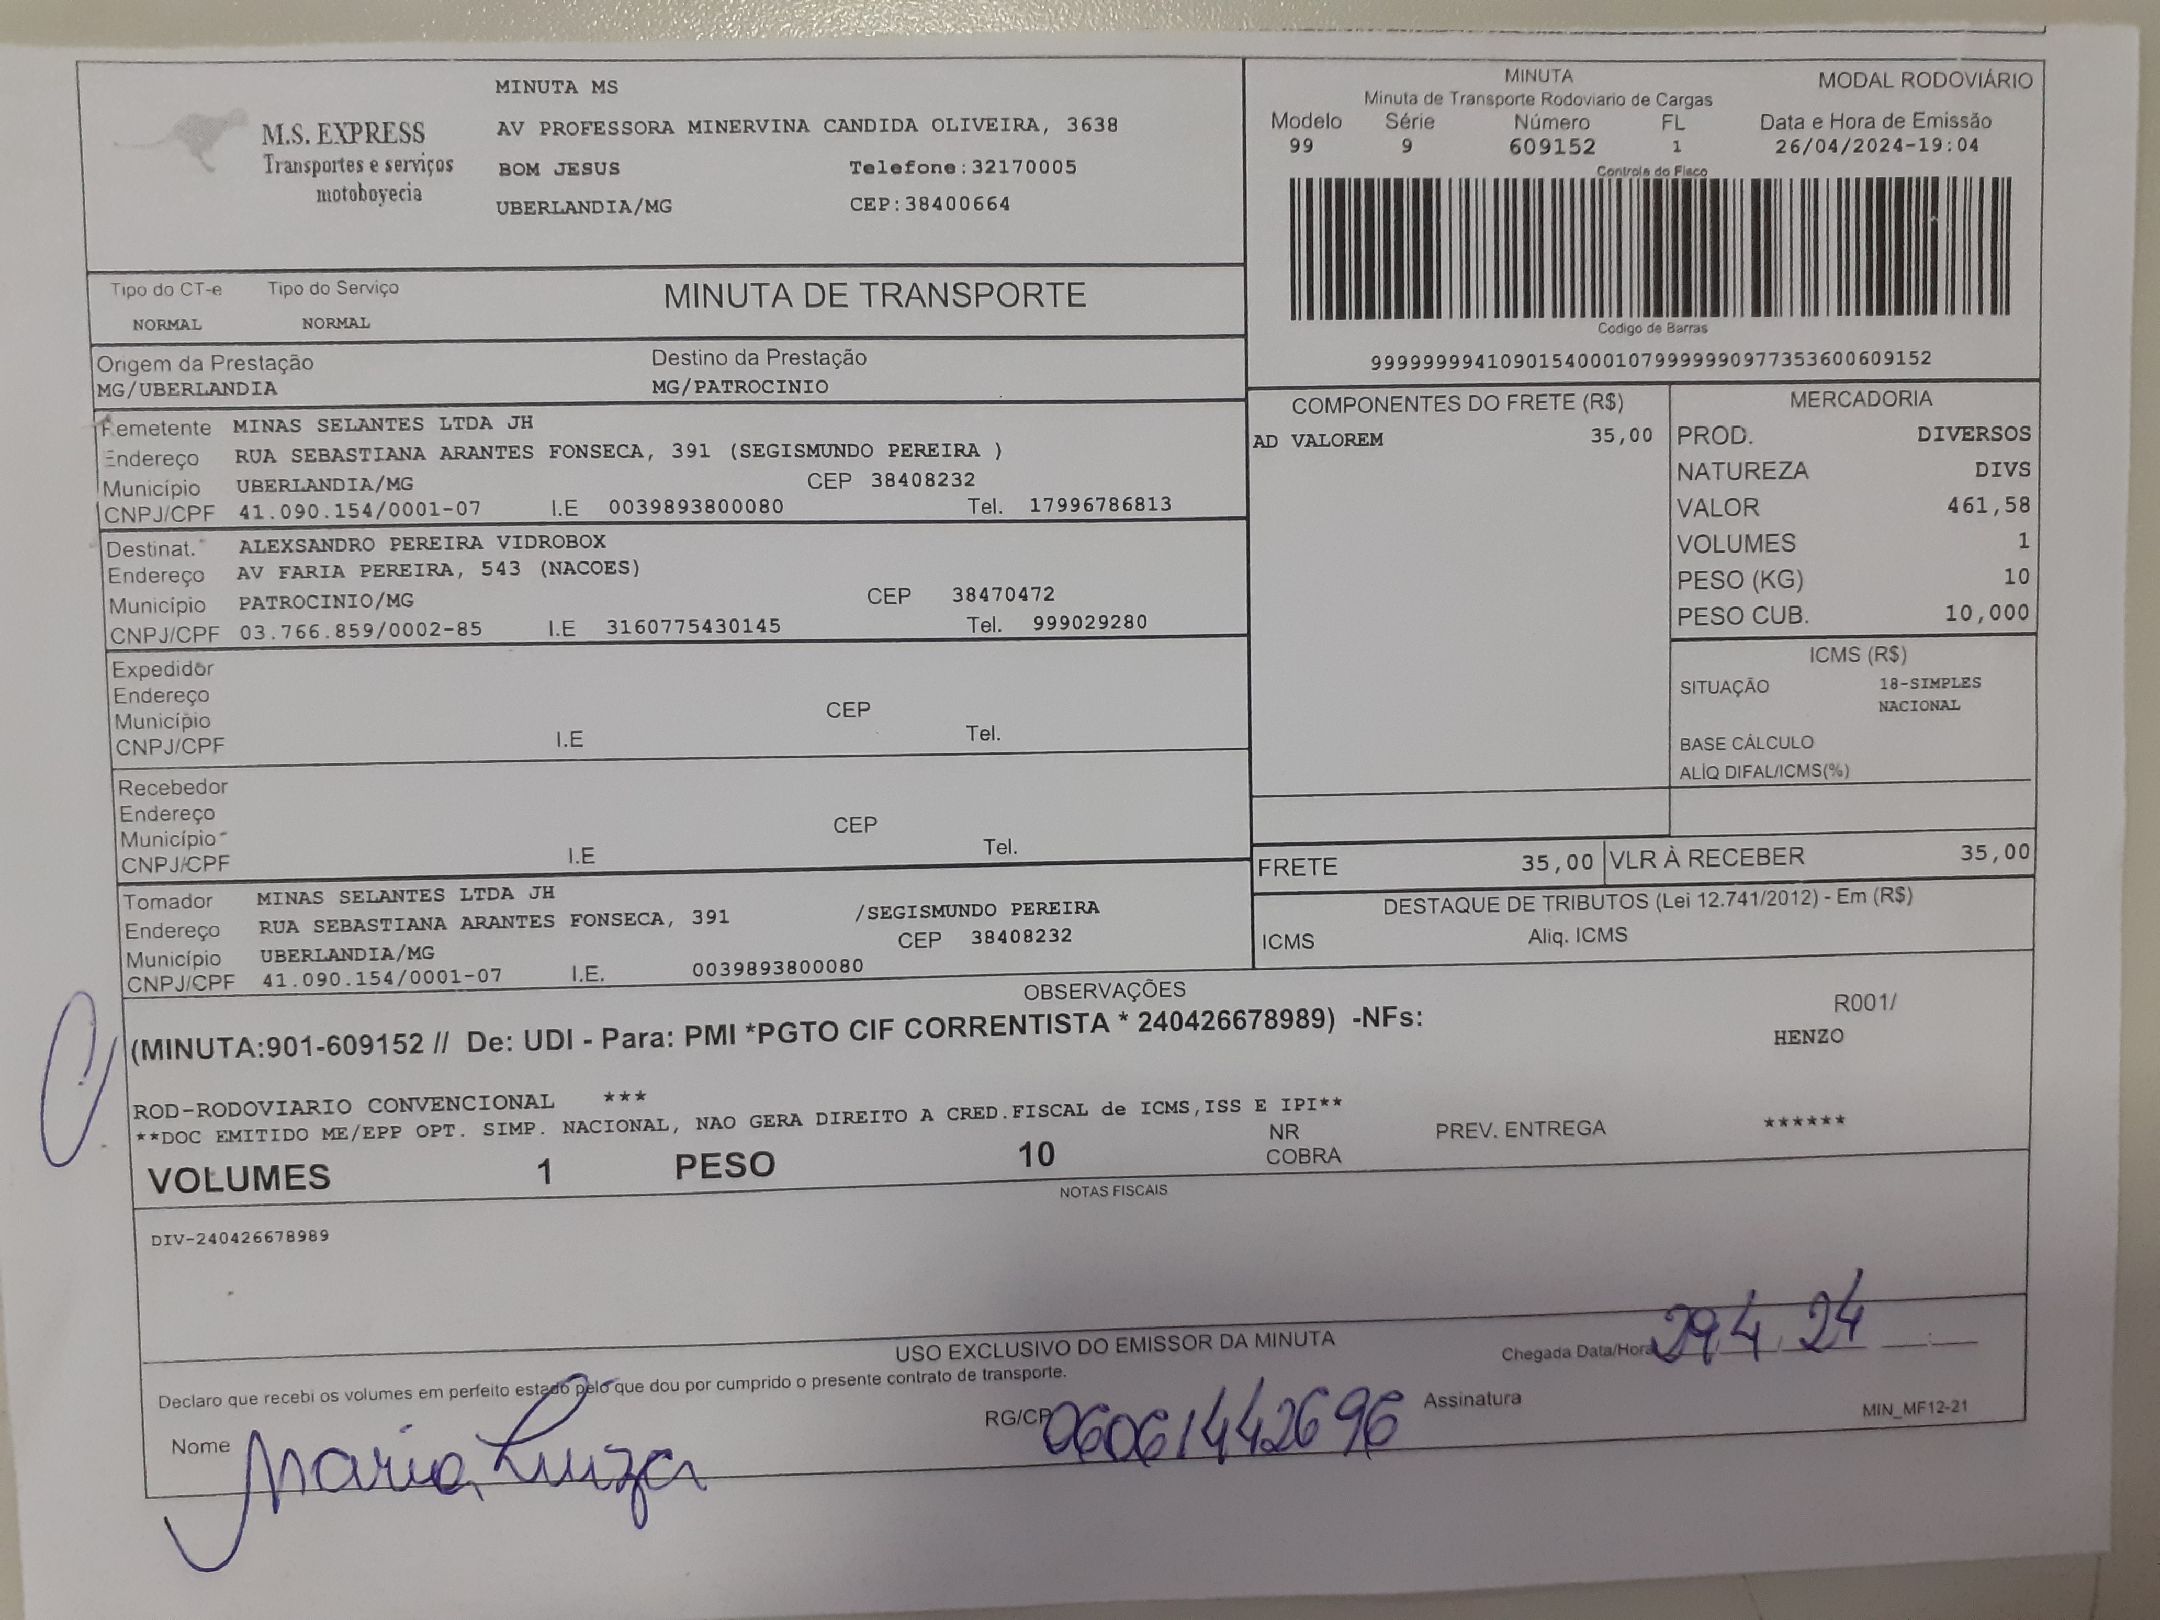 M.S. EXPRESS
Transportes e serviços
motoboyecia
MINUTA MS
AV PROFESSORA MINERVINA CANDIDA OLIVEIRA, 3638
BOM JESUS Telefone:32170005
UBERLANDIA/MG CEP:38400664
MINUTA MODAL RODOVIÁRIO
Minuta de Transporte Rodoviario de Cargas
Modelo Série Número FL Data e Hora de Emissão
99 9 609152 1 26/04/2024-19:04
Controle do Fisco
Codigo de Barras
99999999410901540001079999999097735360​0609152
Tipo do CT-e Tipo do Serviço MINUTA DE TRANSPORTE
NORMAL NORMAL
Origem da Prestação Destino da Prestação
MG/UBERLANDIA MG/PATROCINIO
Remetente MINAS SELANTES LTDA JH
Endereço RUA SEBASTIANA ARANTES FONSECA, 391 (SEGISMUNDO PEREIRA )
Município UBERLANDIA/MG CEP 38408232
CNPJ/CPF 41.090.154/0001-07 I.E 0039893800080 Tel. 17996786813
Destinat. ALEXSANDRO PEREIRA VIDROBOX
Endereço AV FARIA PEREIRA, 543 (NACOES)
Município PATROCINIO/MG CEP 38470472
CNPJ/CPF 03.766.859/0002-85 I.E 3160775430145 Tel. 999029280
Expedidor
Endereço
Município CEP
CNPJ/CPF I.E Tel.
Recebedor
Endereço
Município CEP
CNPJ/CPF I.E Tel.
Tomador MINAS SELANTES LTDA JH
Endereço RUA SEBASTIANA ARANTES FONSECA, 391 /SEGISMUNDO PEREIRA
Município UBERLANDIA/MG CEP 38408232
CNPJ/CPF 41.090.154/0001-07 I.E. 0039893800080
COMPONENTES DO FRETE (R$)
AD VALOREM 35,00
MERCADORIA
PROD. DIVERSOS
NATUREZA DIVS
VALOR 461,58
VOLUMES 1
PESO (KG) 10
PESO CUB. 10,000
ICMS (R$)
SITUAÇÃO 18-SIMPLES
NACIONAL
BASE CÁLCULO
ALÍQ DIFAL/ICMS(%)
FRETE 35,00 VLR À RECEBER 35,00
DESTAQUE DE TRIBUTOS (Lei 12.741/2012) - Em (R$)
ICMS Aliq. ICMS
OBSERVAÇÕES R001/
(MINUTA:901-609152 // De: UDI - Para: PMI *PGTO CIF CORRENTISTA * 240426678989) -NFs:
HENZO
ROD-RODOVIARIO CONVENCIONAL ***
**DOC EMITIDO ME/EPP OPT. SIMP. NACIONAL, NAO GERA DIREITO A CRED.FISCAL de ICMS,ISS E IPI**
VOLUMES 1 PESO 10 NR COBRA PREV. ENTREGA ******
NOTAS FISCAIS
DIV-240426678989
USO EXCLUSIVO DO EMISSOR DA MINUTA
Chegada Data/Hora 29/4/24 __:__
Declaro que recebi os volumes em perfeito estado pelo que dou por cumprido o presente contrato de transporte.
Nome Maria Luiza RG/CP 06061442696 Assinatura MIN_MF12-21